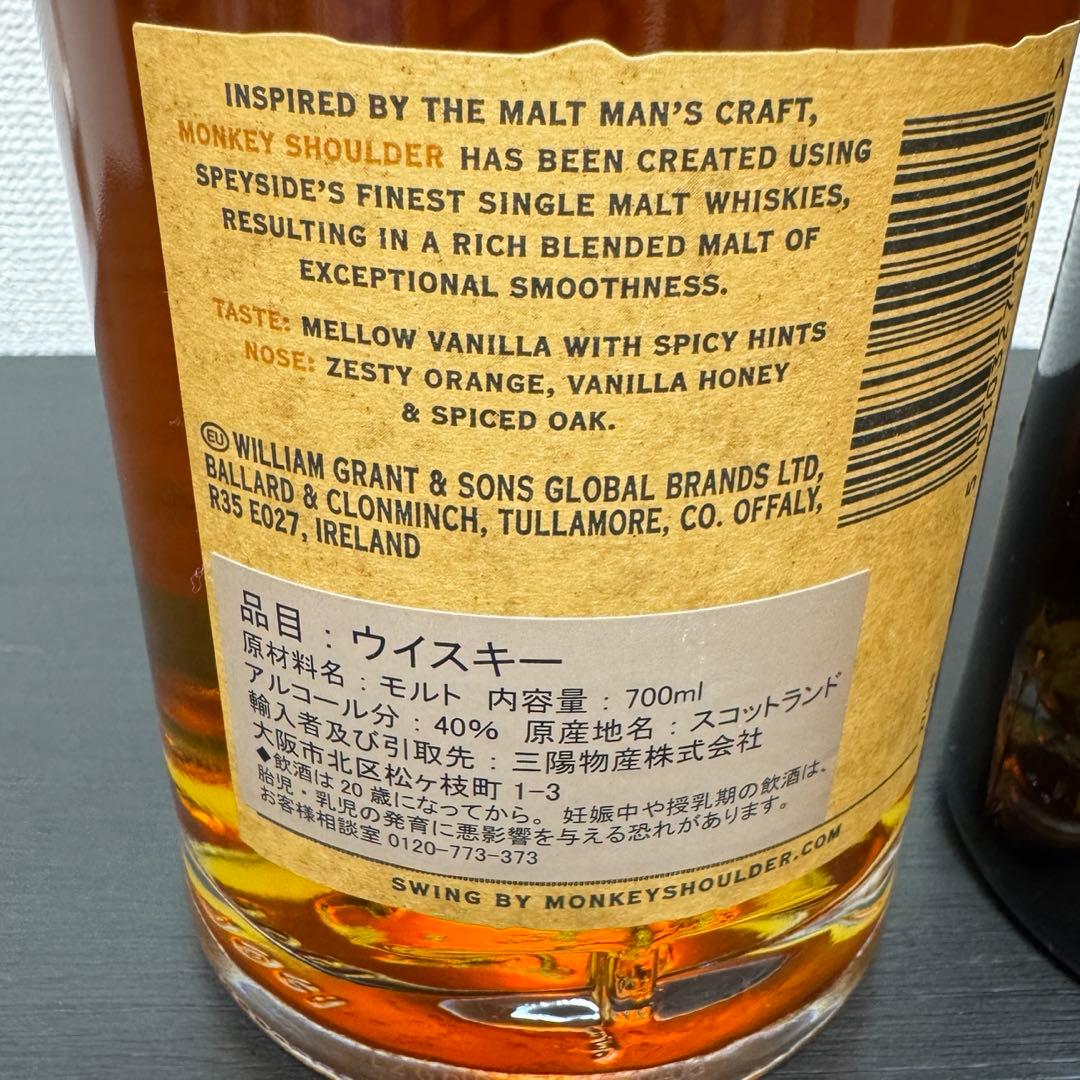 INSPIRED BY THE MALT MAN'S CRAFT,
MONKEY SHOULDER HAS BEEN CREATED USING
SPEYSIDE'S FINEST SINGLE MALT WHISKIES,
RESULTING IN A RICH BLENDED MALT OF
EXCEPTIONAL SMOOTHNESS.
TASTE: MELLOW VANILLA WITH SPICY HINTS
NOSE: ZESTY ORANGE, VANILLA HONEY
& SPICED OAK.
EU WILLIAM GRANT & SONS GLOBAL BRANDS LTD,
BALLARD & CLONMINCH, TULLAMORE, CO. OFFALY,
R35 E027, IRELAND
品目：ウイスキー
原材料名：モルト 内容量：700ml
アルコール分：40% 原産地名：スコットランド
輸入者及び引取先：三陽物産株式会社
大阪市北区松ヶ枝町 1-3
◆飲酒は20歳になってから。妊娠中や授乳期の飲酒は、
胎児・乳児の発育に悪影響を与える恐れがあります。
お客様相談室 0120-773-373
SWING BY MONKEYSHOULDER.COM